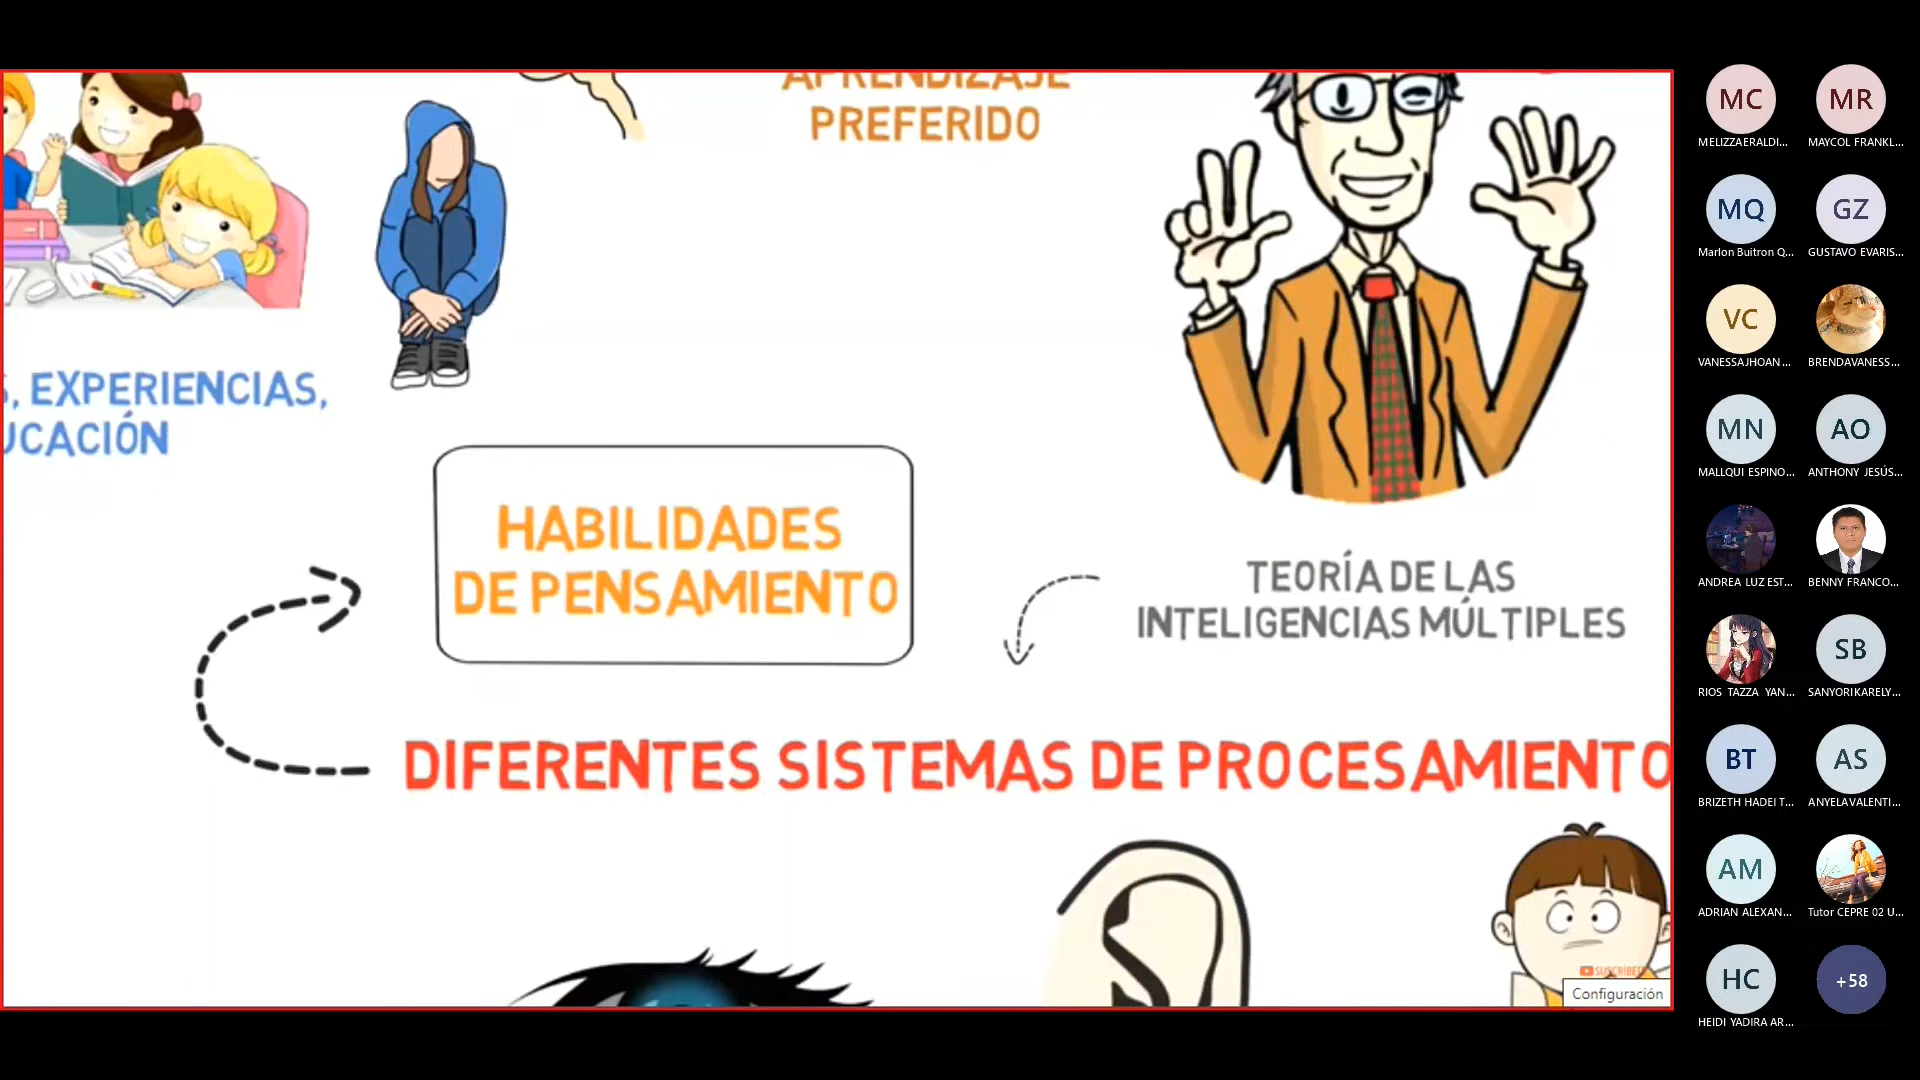 APRENDIZAJE
PREFERIDO
, EXPERIENCIAS,
UCACIÓN
HABILIDADES
DE PENSAMIENTO
TEORÍA DE LAS
INTELIGENCIAS MÚLTIPLES
DIFERENTES SISTEMAS DE PROCESAMIENTO
SUSCRÍBETE
Configuración
MC
MR
MELIZZAERALDI...
MAYCOL FRANKL...
MQ
GZ
Marlon Buitron Q...
GUSTAVO EVARIS...
VC
VANESSAJHOAN...
BRENDAVANESS...
MN
AO
MALLQUI ESPINO...
ANTHONY JESÚS...
ANDREA LUZ EST...
BENNY FRANCO...
SB
RIOS TAZZA YAN...
SANYORIKARELY...
BT
AS
BRIZETH HADEI T...
ANYELAVALENTI...
AM
ADRIAN ALEXAN...
Tutor CEPRE 02 U...
HC
+58
HEIDI YADIRA AR...